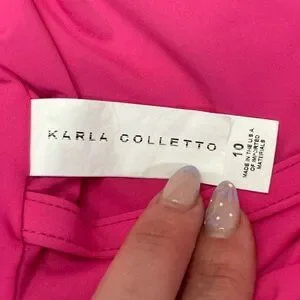 KARLA COLLETTO
10
MADE IN THE U.S.A.
OF IMPORTED
MATERIALS